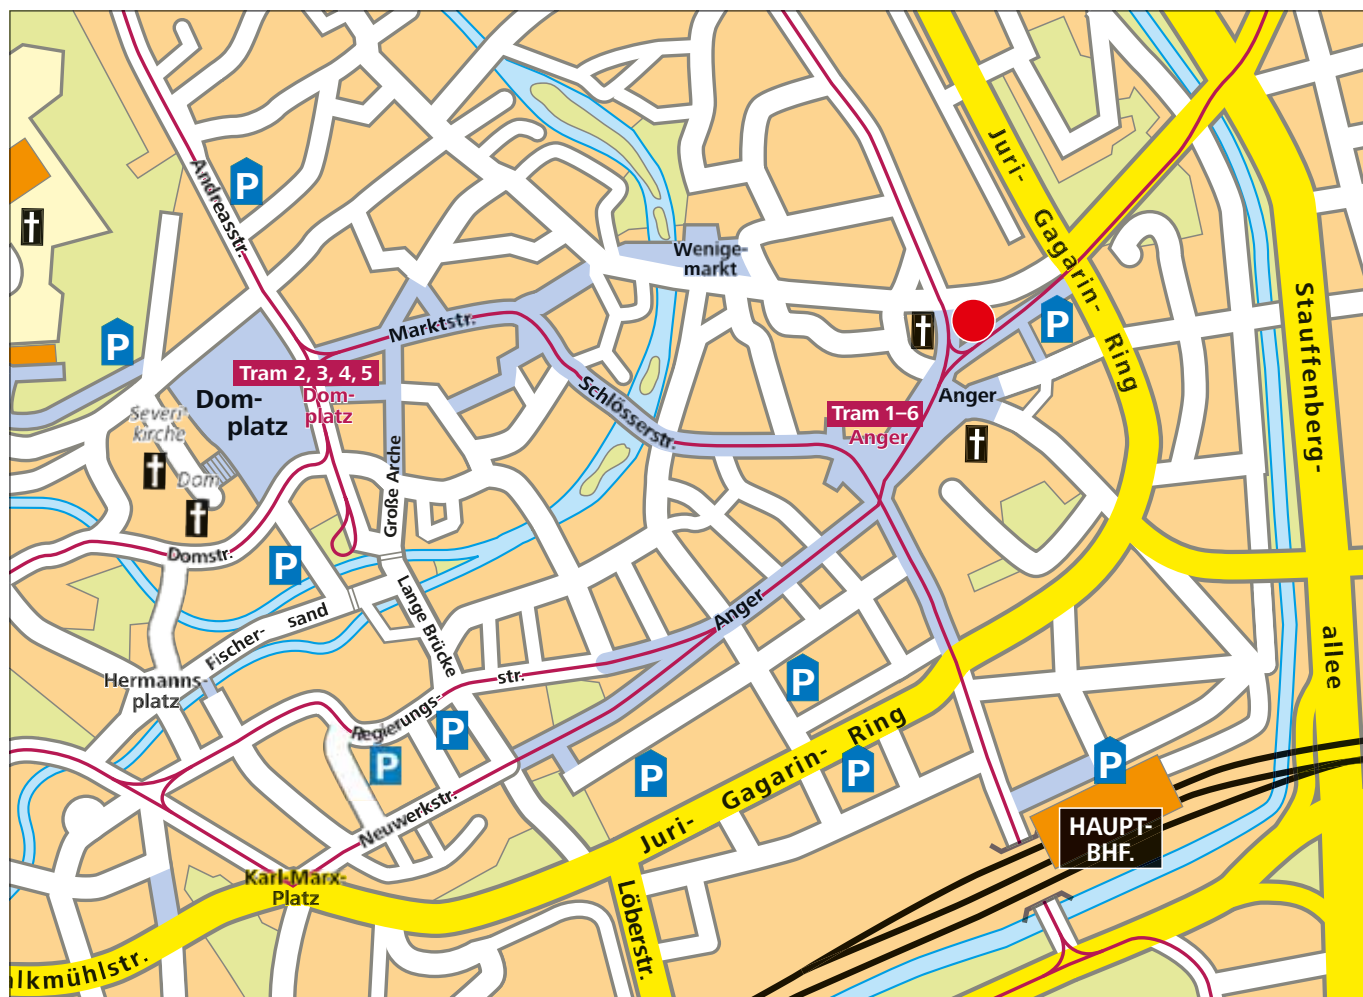 Andreasstr.
P
Juri-
Gagarin-
Ring
Wenige-
markt
Stauffenberg-
allee
P
P
Marktstr.
Tram 2, 3, 4, 5
Dom-
platz
Dom-
platz
Schlösserstr.
Severi-
kirche
Dom
Große Arche
Tram 1–6
Anger
Anger
Domstr.
P
Lange Brücke
Fischer-
sand
Anger
Hermanns-
platz
Regierungs-
str.
P
P
P
P
P
P
Neuwerkstr.
Juri-
Gagarin-
Ring
HAUPT-
BHF.
Karl-Marx-
Platz
Löberstr.
alkmühlstr.